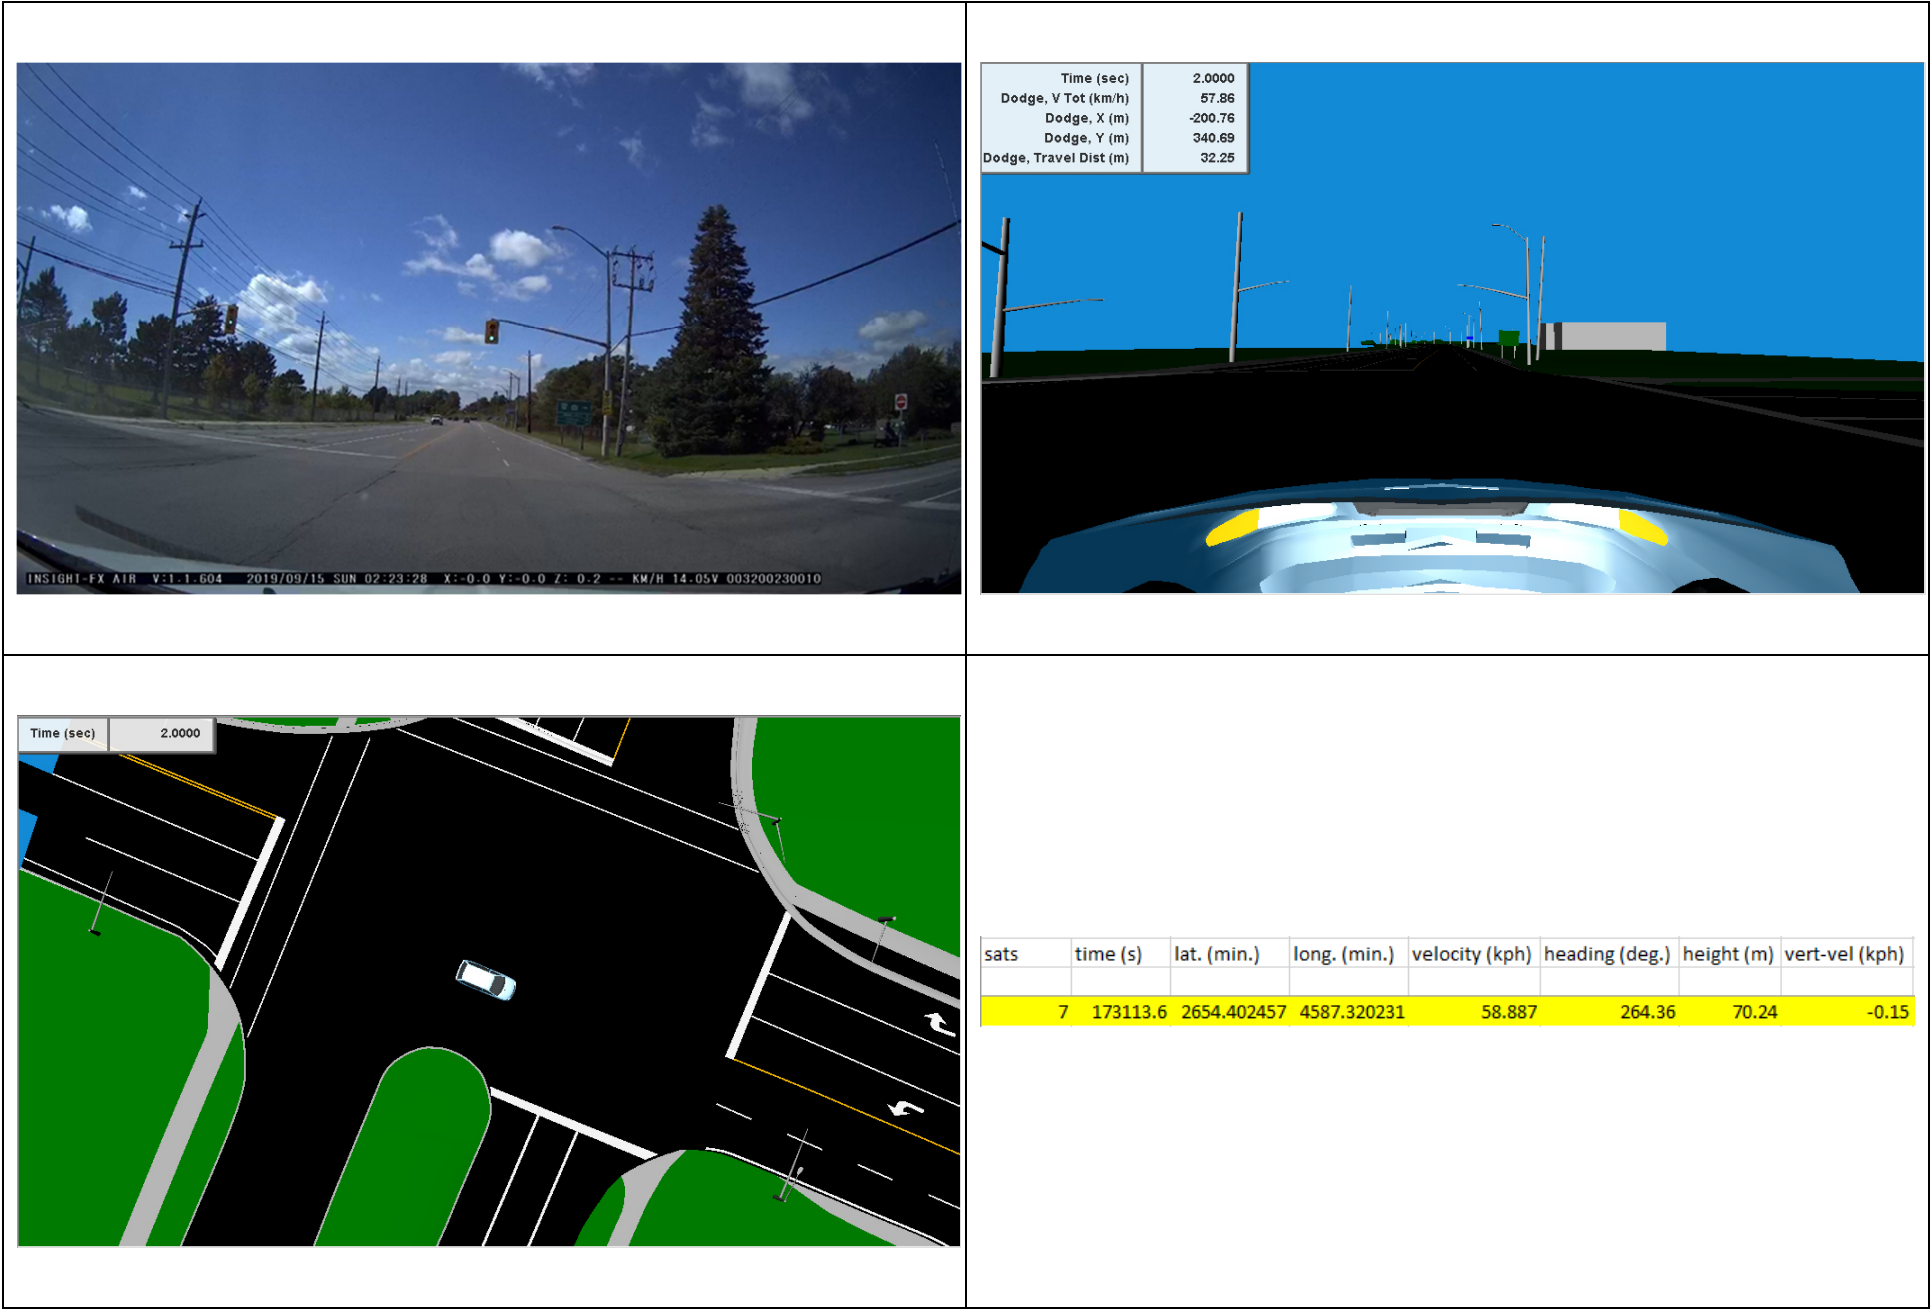 INSIGHT-FX AIR V:1.1.604 2019/09/15 SUN 02:23:28 X:-0.0 Y:-0.0 Z: 0.2 -- KM/H 14.05V 003200230010
Time (sec) 2.0000
Dodge, V Tot (km/h) 57.86
Dodge, X (m) -200.76
Dodge, Y (m) 340.69
Dodge, Travel Dist (m) 32.25
Time (sec) 2.0000
sats time (s) lat. (min.) long. (min.) velocity (kph) heading (deg.) height (m) vert-vel (kph)
7 173113.6 2654.402457 4587.320231 58.887 264.36 70.24 -0.15